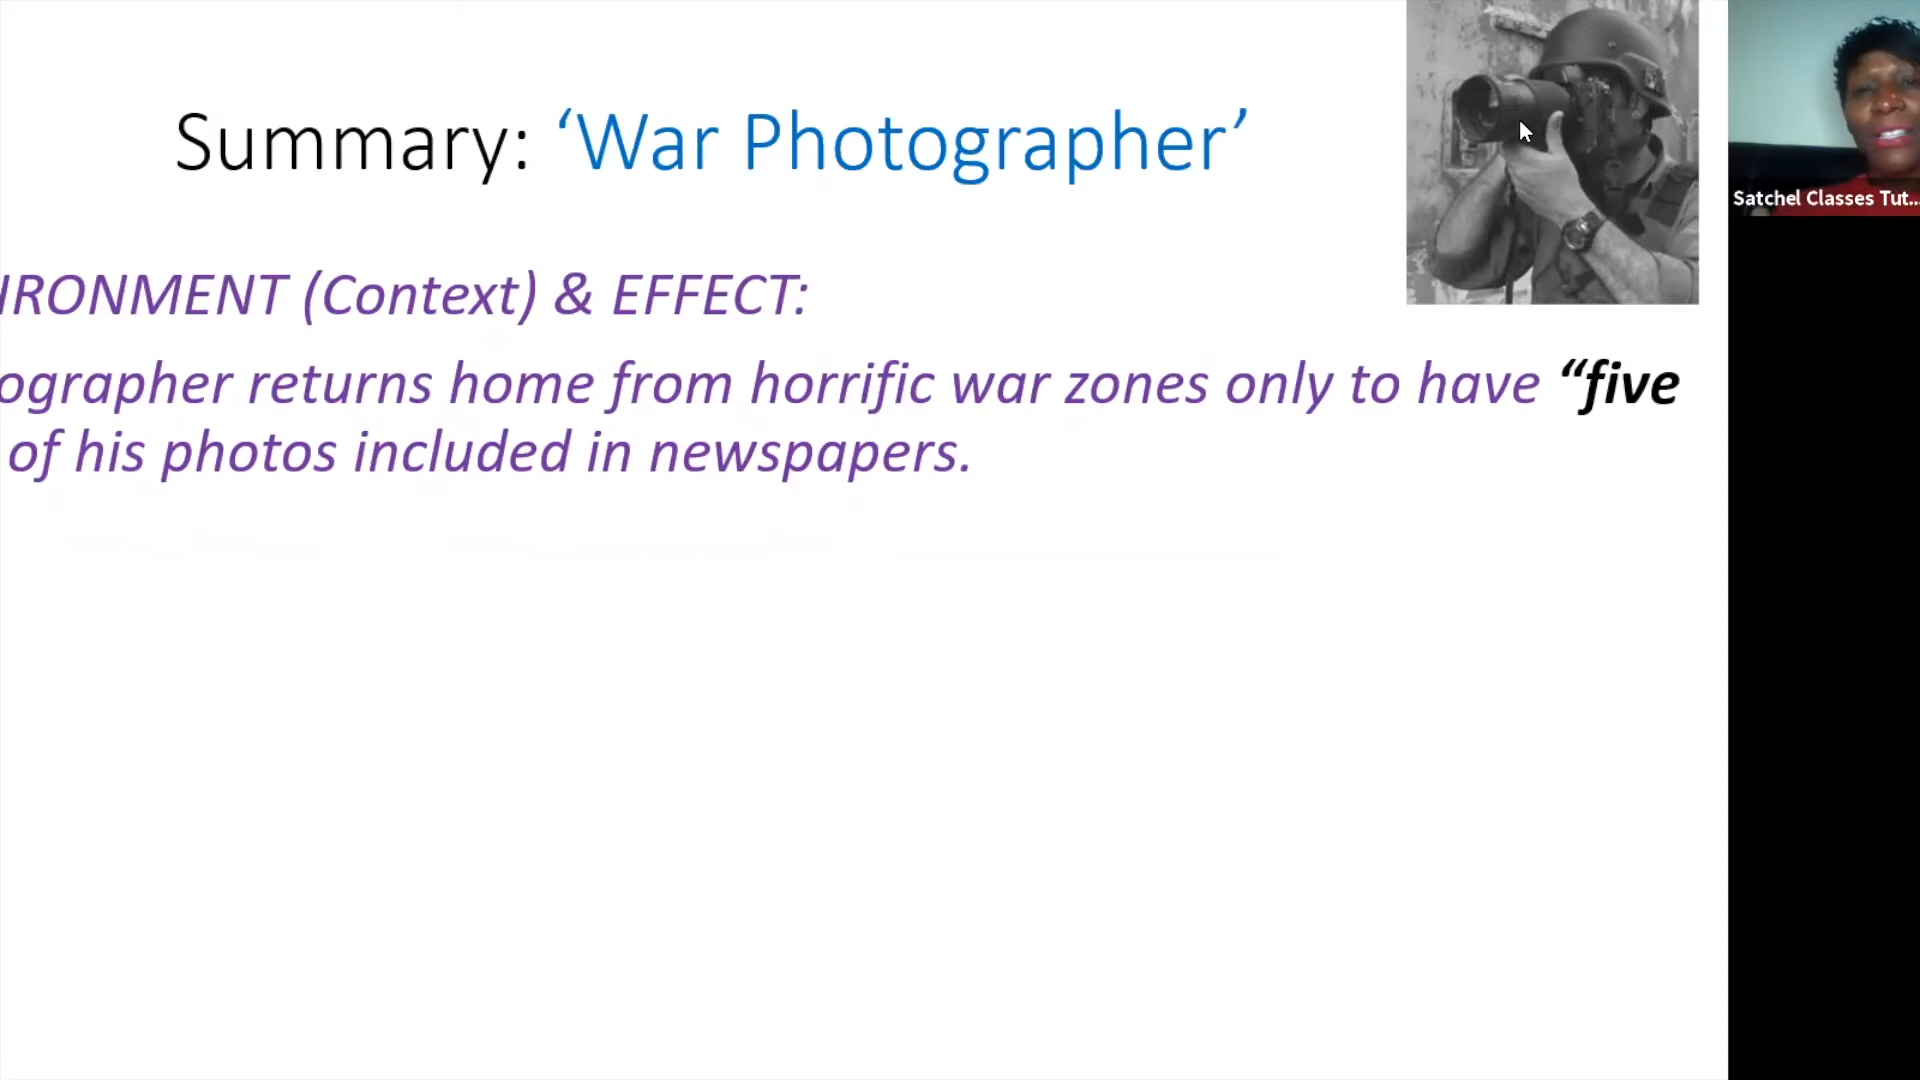 Summary: ‘War Photographer’
IRONMENT (Context) & EFFECT:
ographer returns home from horrific war zones only to have “five
of his photos included in newspapers.
Satchel Classes Tut...